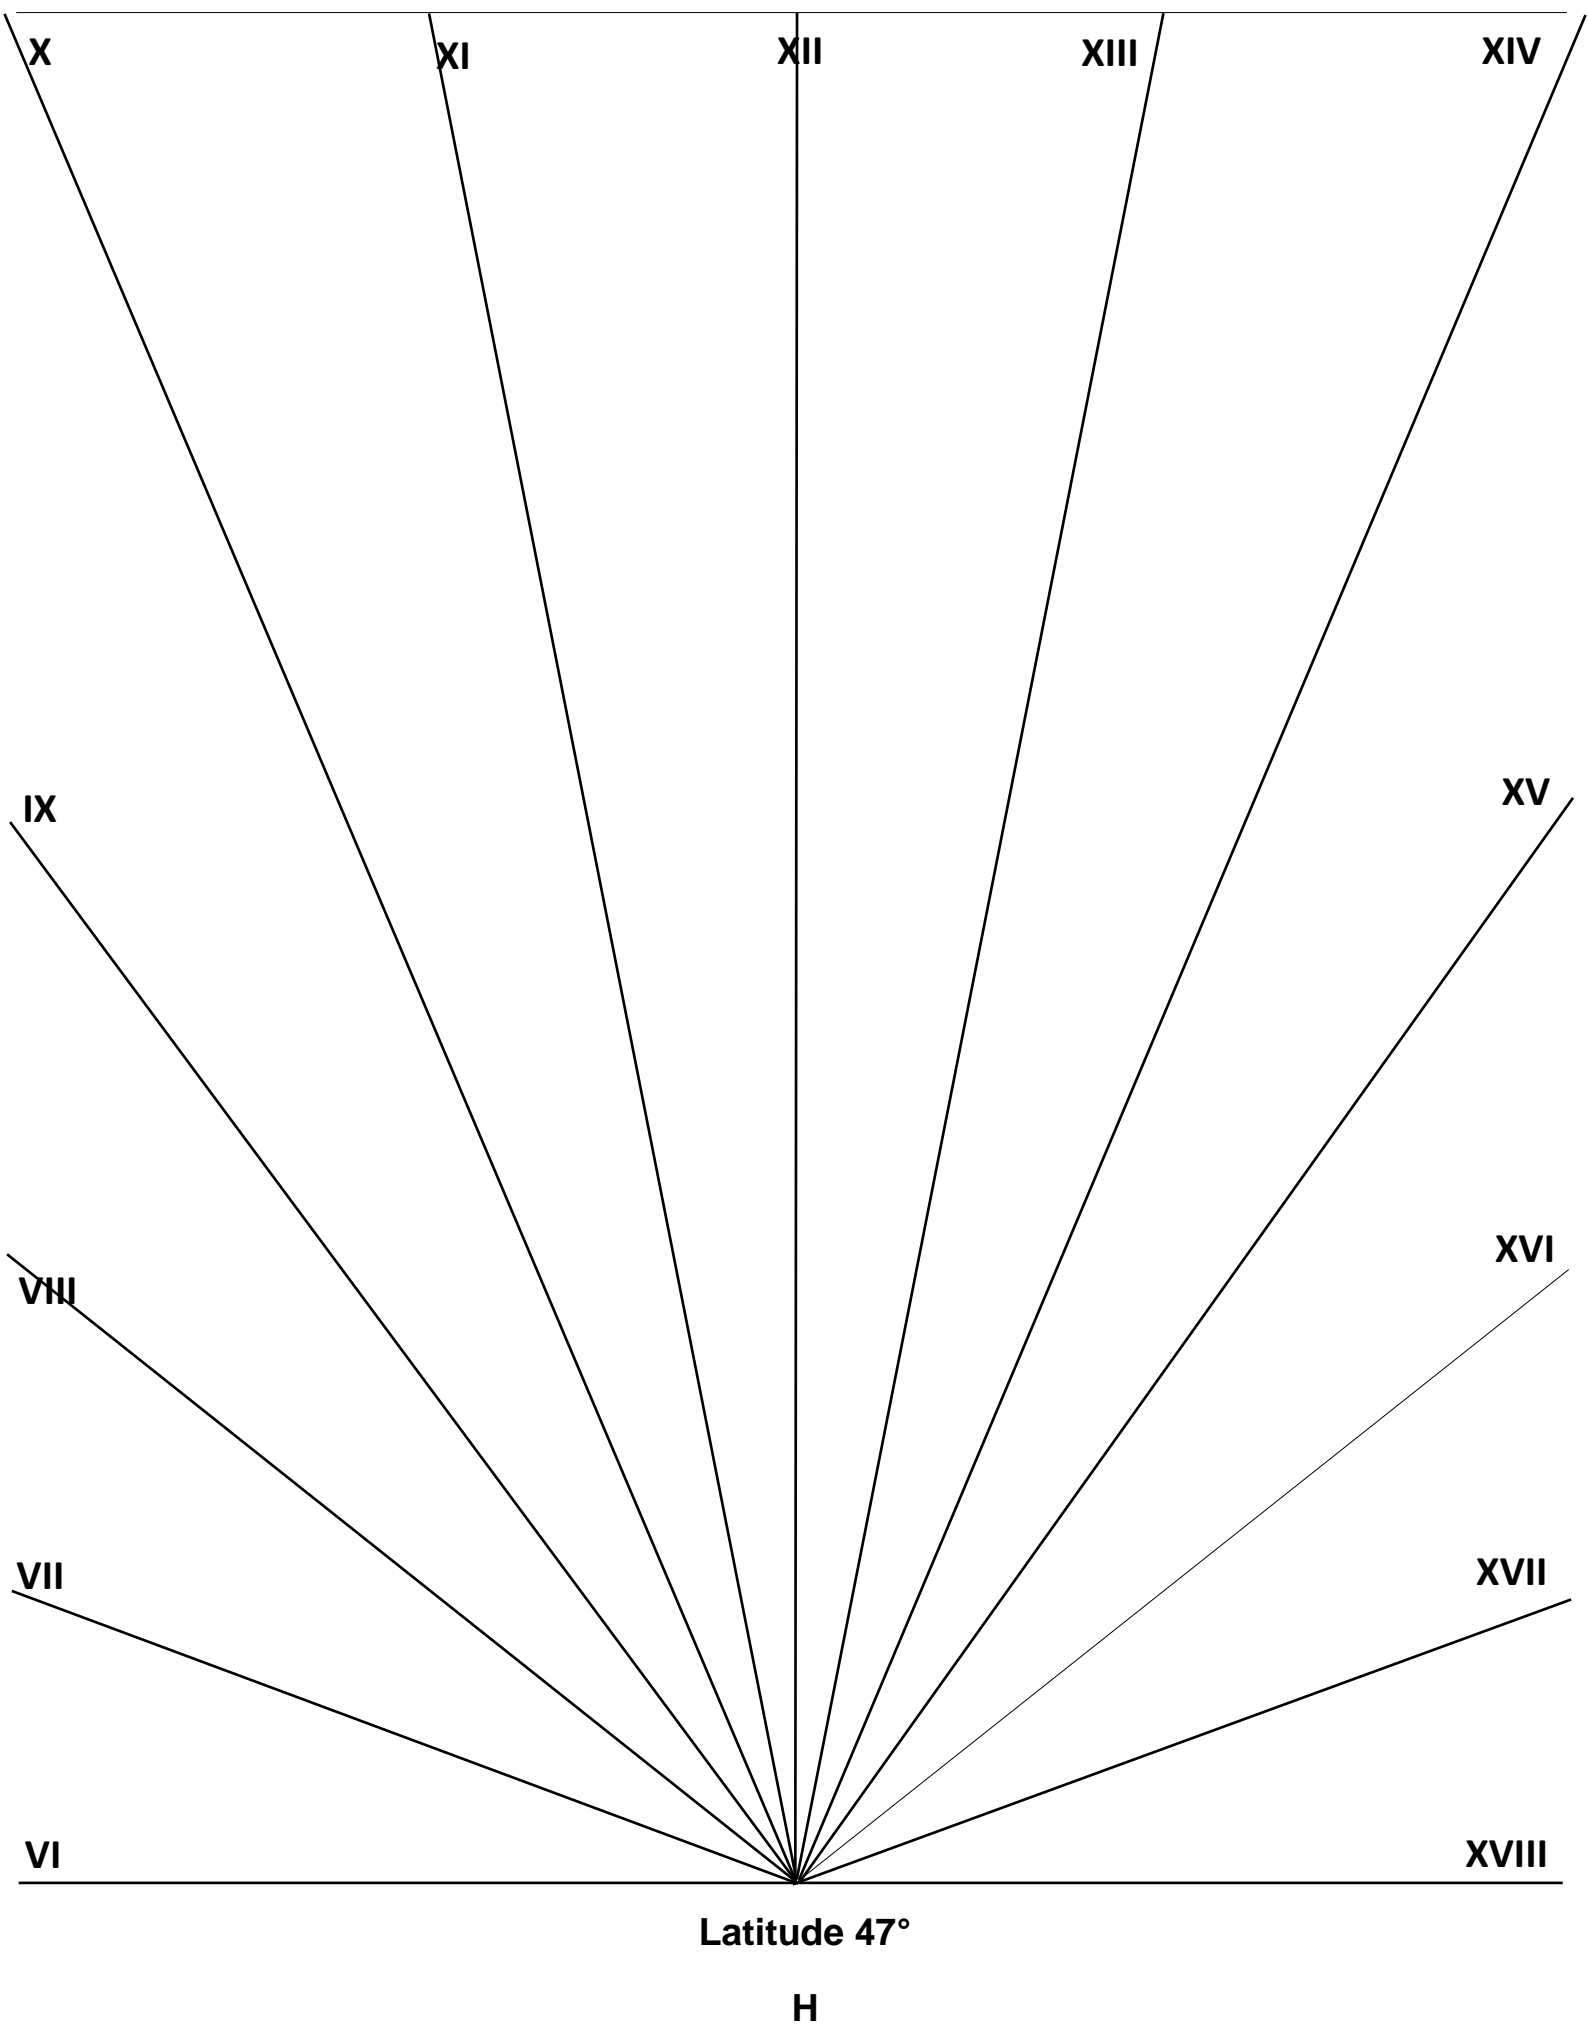 X XI XII XIII XIV
IX XV
VIII XVI
VII XVII
VI XVIII
Latitude 47°
H